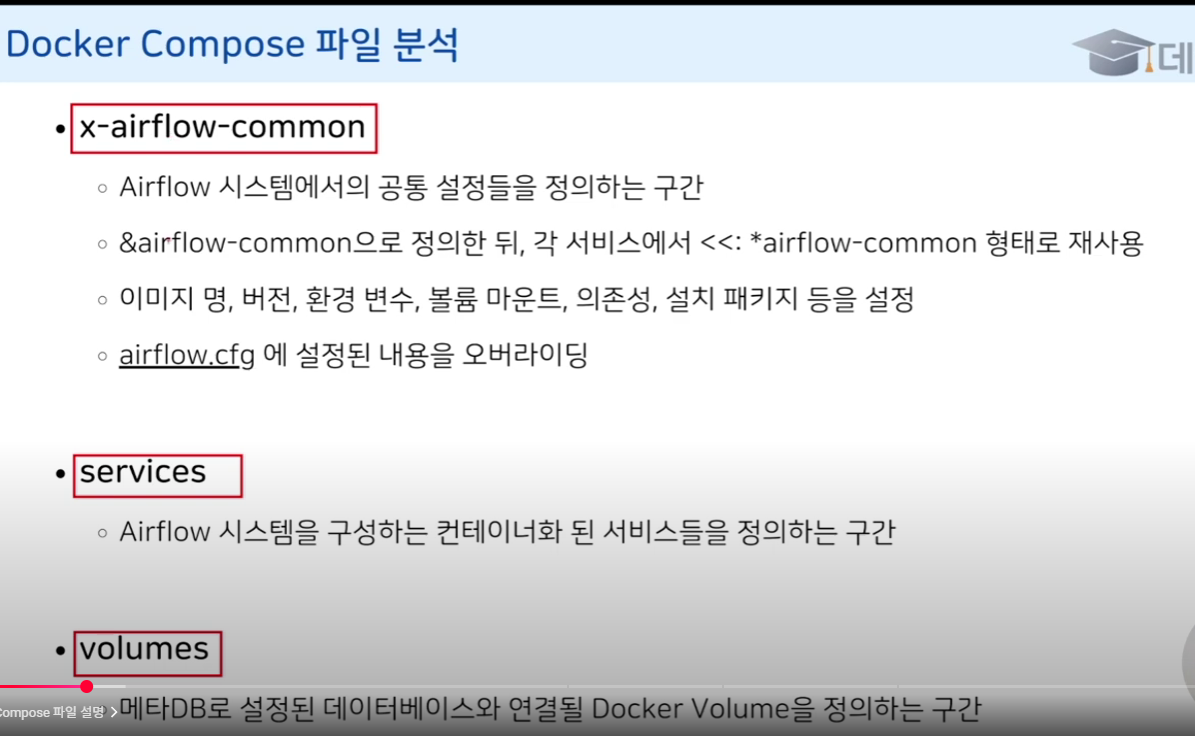 Docker Compose 파일 분석
데
• x-airflow-common
○ Airflow 시스템에서의 공통 설정들을 정의하는 구간
○ &airflow-common으로 정의한 뒤, 각 서비스에서 <<: *airflow-common 형태로 재사용
○ 이미지 명, 버전, 환경 변수, 볼륨 마운트, 의존성, 설치 패키지 등을 설정
○ airflow.cfg 에 설정된 내용을 오버라이딩
• services
○ Airflow 시스템을 구성하는 컨테이너화 된 서비스들을 정의하는 구간
• volumes
○ 메타DB로 설정된 데이터베이스와 연결될 Docker Volume을 정의하는 구간
Compose 파일 설명 >